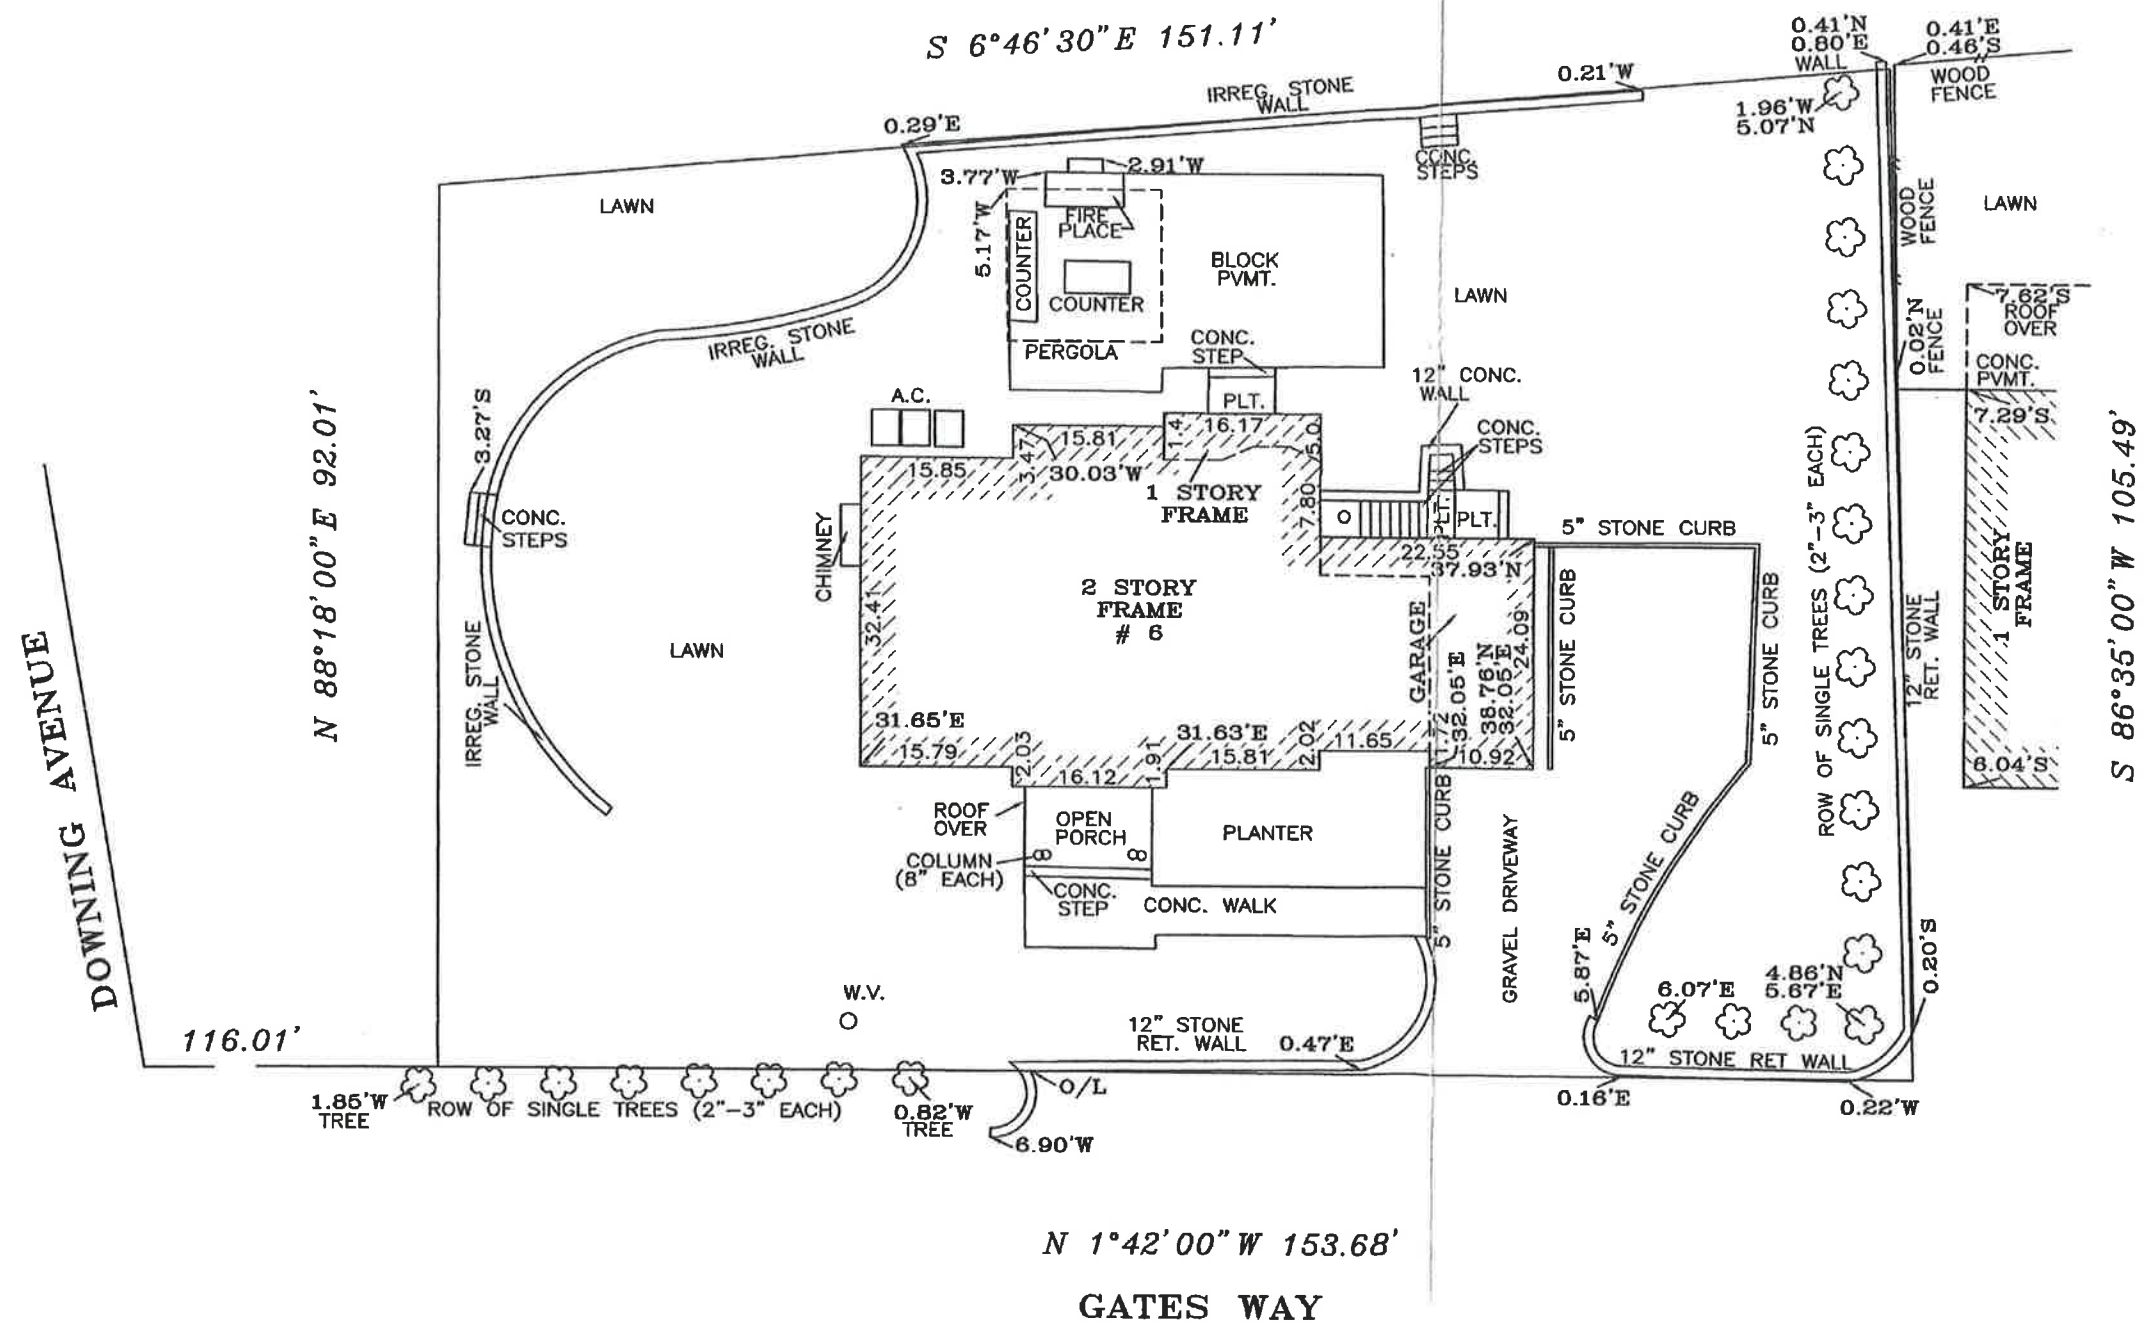 S 6°46'30"E 151.11'
0.41'N
0.80'E
WALL
0.41'E
0.46'S
WOOD
FENCE
0.21'W
IRREG. STONE
WALL
1.96'W
5.07'N
0.29'E
CONC.
STEPS
2.91'W
3.77'W
LAWN
FIRE
PLACE
5.17'W
COUNTER
COUNTER
BLOCK
PVMT.
LAWN
WOOD
FENCE
LAWN
7.62'S
ROOF
OVER
0.02'N
FENCE
IRREG. STONE
WALL
PERGOLA
CONC.
STEP
CONC.
PVMT.
12" CONC.
WALL
A.C.
PLT.
7.29'S
N 88°18'00"E 92.01'
3.27'S
15.81
1.4
16.17
5.0
CONC.
STEPS
15.85
3.47
30.03'W
1 STORY
FRAME
7.80
PLT.
PLT.
CONC.
STEPS
CHIMNEY
5" STONE CURB
22.55
37.93'N
2 STORY
FRAME
# 6
GARAGE
24.09
5" STONE CURB
5" STONE CURB
ROW OF SINGLE TREES (2"-3" EACH)
12" STONE
RET. WALL
1 STORY
FRAME
S 86°35'00"W 105.49'
DOWNING AVENUE
IRREG. STONE
WALL
LAWN
32.41
32.05'E
38.76'N
32.05'E
31.65'E
31.63'E
15.79
2.03
1.91
15.81
2.02
11.65
10.92
6.04'S
16.12
ROOF
OVER
OPEN
PORCH
PLANTER
COLUMN
(8" EACH)
5" STONE CURB
GRAVEL DRIVEWAY
5" STONE CURB
CONC.
STEP
CONC. WALK
5.87'E
0.20'S
W.V.
6.07'E
4.86'N
5.67'E
116.01'
12" STONE
RET. WALL
0.47'E
12" STONE RET WALL
1.85'W
TREE
ROW OF SINGLE TREES (2"-3" EACH)
0.82'W
TREE
O/L
0.16'E
0.22'W
6.90'W
N 1°42'00"W 153.68'
GATES WAY